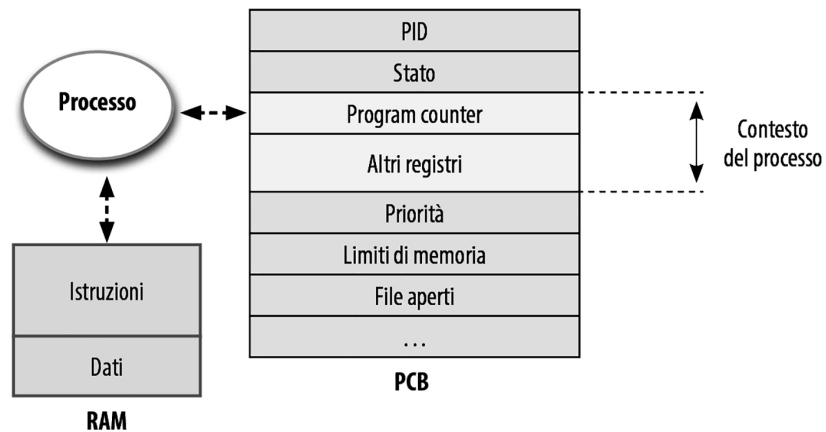 Processo
Istruzioni
Dati
RAM
PID
Stato
Program counter
Altri registri
Priorità
Limiti di memoria
File aperti
...
PCB
Contesto
del processo